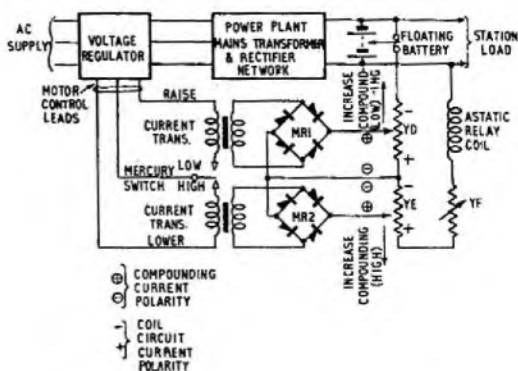 AC
SUPPLY
VOLTAGE
REGULATOR
POWER PLANT
MAINS TRANSFORMER
& RECTIFIER
NETWORK
FLOATING
BATTERY
STATION
LOAD
MOTOR
CONTROL
LEADS
RAISE
CURRENT
TRANS.
MR1
INCREASE
COMPOUND
(LOW) -ING
YD
ASTATIC
RELAY
COIL
MERCURY
SWITCH
LOW
HIGH
CURRENT
TRANS.
LOWER
MR2
INCREASE
COMPOUNDING
(HIGH)
YE
YF
⊕ COMPOUNDING
CURRENT
⊖ POLARITY
- COIL
CIRCUIT
+ CURRENT
POLARITY